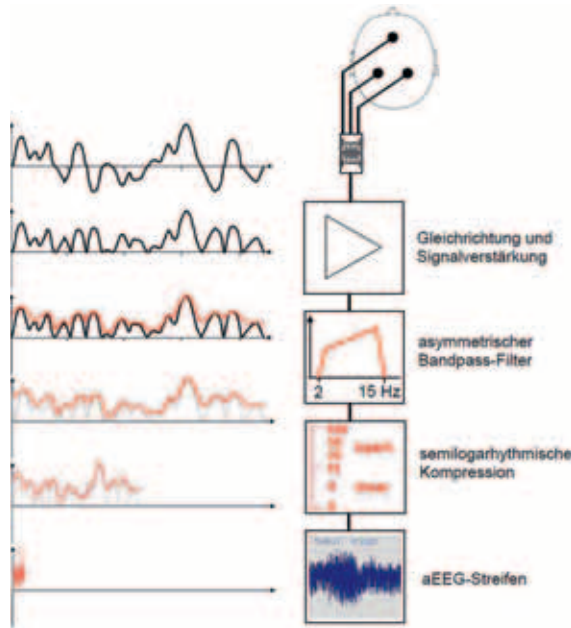 Gleichrichtung und
Signalverstärkung
asymmetrischer
Bandpass-Filter
2 15 Hz
semilogarhythmische
Kompression
aEEG-Streifen